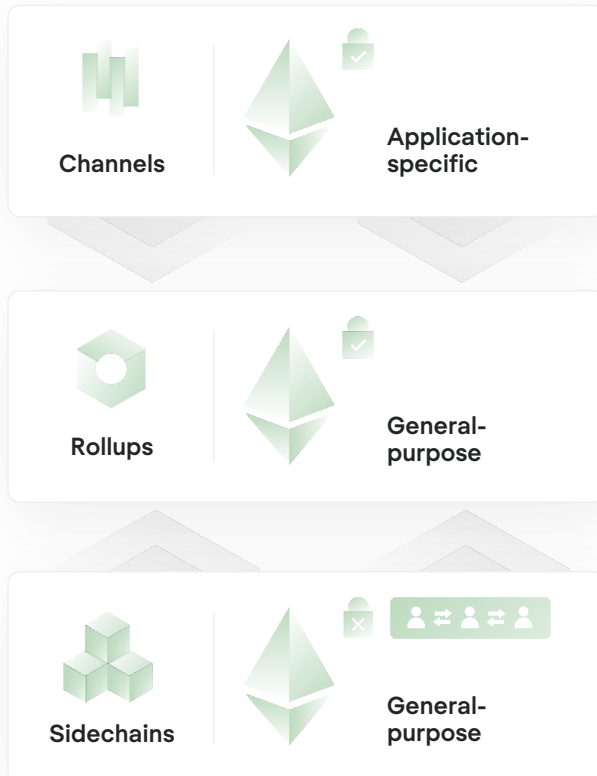 Channels
Application-
specific
Rollups
General-
purpose
Sidechains
General-
purpose